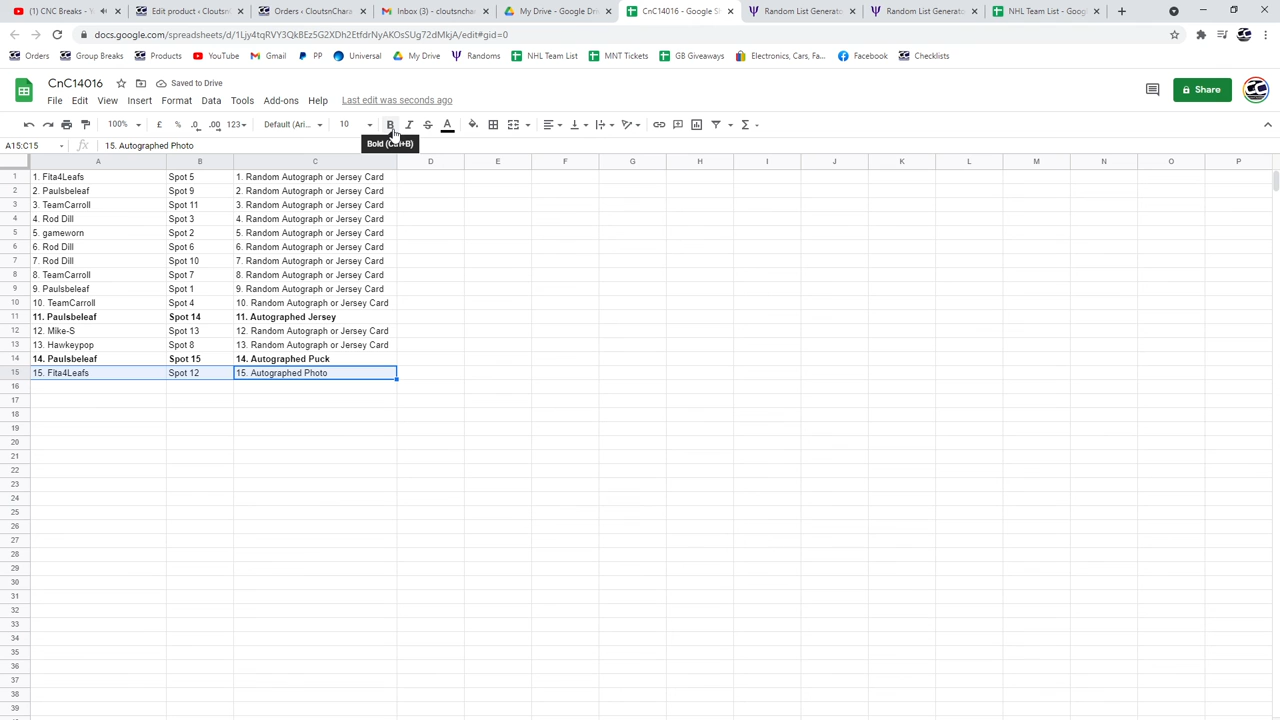 CNC Breaks - Y
Edit product ‹ Cloutsn
Orders ‹ CloutsnChara
Inbox (3) - cloutsnchara
My Drive - Google Dri
CnC14016 - Google Sh
Random List Generato
Random List Generato
NHL Team List - Goog
docs.google.com/spreadsheets/d/1Ljy4tqRVY3QkBEz5G2XDh2EtfdrNyAKOsSUg72dMkjA/edit#gid=0
Orders Group Breaks Products YouTube Gmail PP Universal My Drive Randoms NHL Team List MNT Tickets GB Giveaways Electronics, Cars, Fa... Facebook Checklists
CnC14016 Saved to Drive
File Edit View Insert Format Data Tools Add-ons Help Last edit was seconds ago
Share
100% £ % .0 .00 123 Default (Ari... 10 B I S A
Bold (Ctrl+B)
A15:C15 fx 15. Autographed Photo
A B C D E F G H I J K L M N O P
1 1. Fita4Leafs Spot 5 1. Random Autograph or Jersey Card
2 2. Paulsbeleaf Spot 9 2. Random Autograph or Jersey Card
3 3. TeamCarroll Spot 11 3. Random Autograph or Jersey Card
4 4. Rod Dill Spot 3 4. Random Autograph or Jersey Card
5 5. gameworn Spot 2 5. Random Autograph or Jersey Card
6 6. Rod Dill Spot 6 6. Random Autograph or Jersey Card
7 7. Rod Dill Spot 10 7. Random Autograph or Jersey Card
8 8. TeamCarroll Spot 7 8. Random Autograph or Jersey Card
9 9. Paulsbeleaf Spot 1 9. Random Autograph or Jersey Card
10 10. TeamCarroll Spot 4 10. Random Autograph or Jersey Card
11 11. Paulsbeleaf Spot 14 11. Autographed Jersey
12 12. Mike-S Spot 13 12. Random Autograph or Jersey Card
13 13. Hawkeypop Spot 8 13. Random Autograph or Jersey Card
14 14. Paulsbeleaf Spot 15 14. Autographed Puck
15 15. Fita4Leafs Spot 12 15. Autographed Photo
16
17
18
19
20
21
22
23
24
25
26
27
28
29
30
31
32
33
34
35
36
37
38